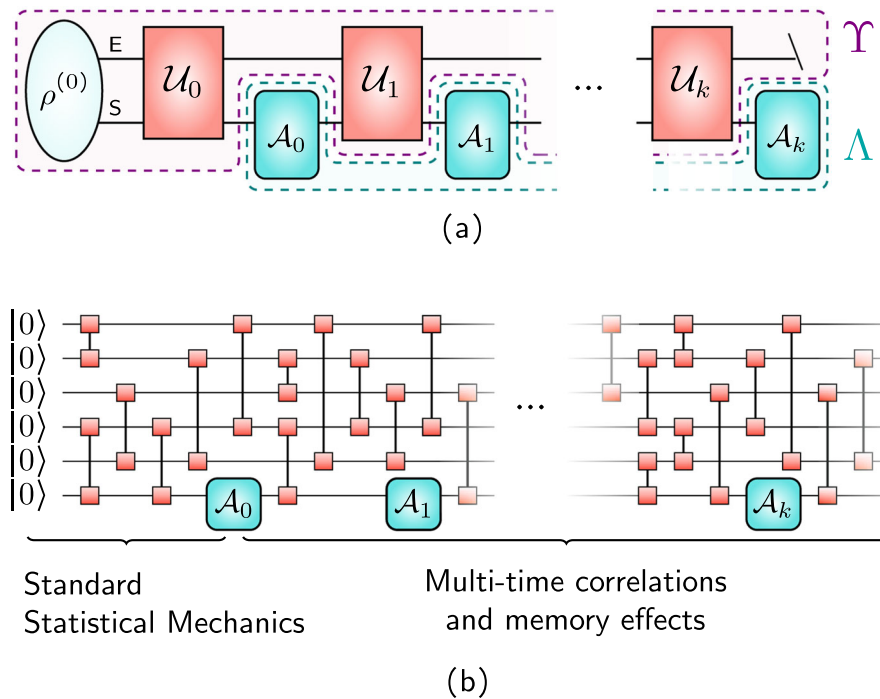 E
ρ⁽⁰⁾
S
𝒰₀
𝒰₁
...
𝒰ₖ
Υ
𝒜₀
𝒜₁
𝒜ₖ
Λ
(a)
|0⟩
|0⟩
|0⟩
|0⟩
|0⟩
|0⟩
...
𝒜₀
𝒜₁
𝒜ₖ
Standard
Statistical Mechanics
Multi-time correlations
and memory effects
(b)